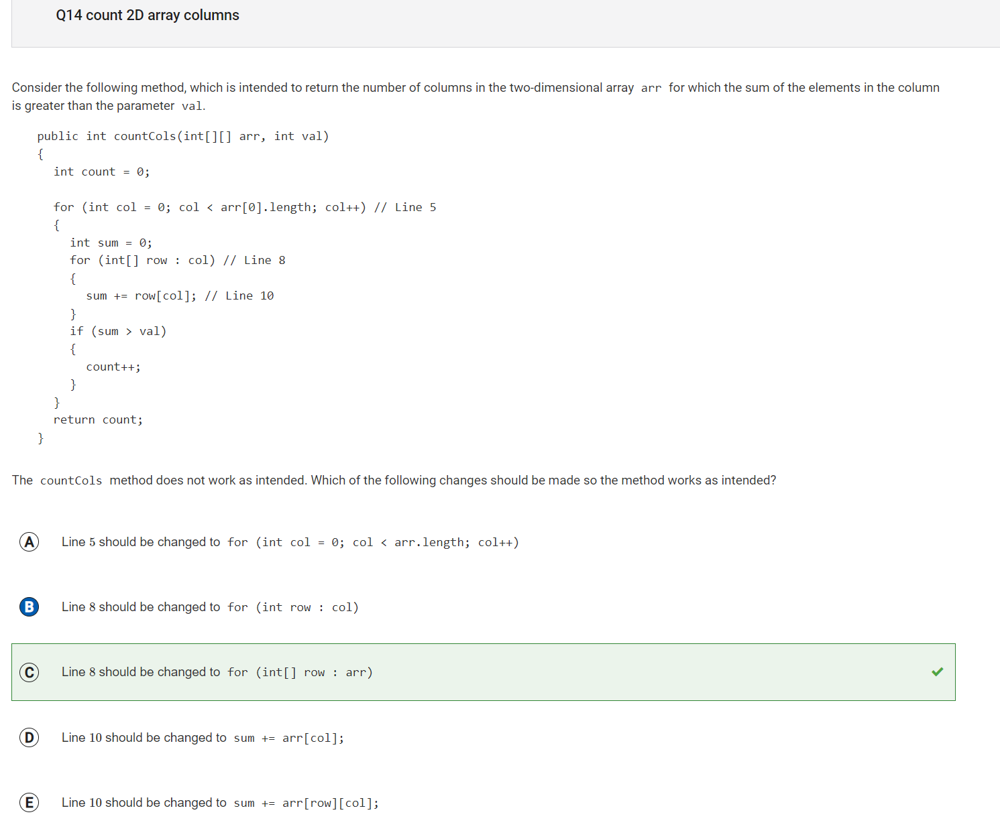 Q14 count 2D array columns
Consider the following method, which is intended to return the number of columns in the two-dimensional array arr for which the sum of the elements in the column
is greater than the parameter val.
public int countCols(int[][] arr, int val)
{
int count = 0;
for (int col = 0; col < arr[0].length; col++) // Line 5
{
int sum = 0;
for (int[] row : col) // Line 8
{
sum += row[col]; // Line 10
}
if (sum > val)
{
count++;
}
}
return count;
}
The countCols method does not work as intended. Which of the following changes should be made so the method works as intended?
A Line 5 should be changed to for (int col = 0; col < arr.length; col++)
B Line 8 should be changed to for (int row : col)
C Line 8 should be changed to for (int[] row : arr)
D Line 10 should be changed to sum += arr[col];
E Line 10 should be changed to sum += arr[row][col];